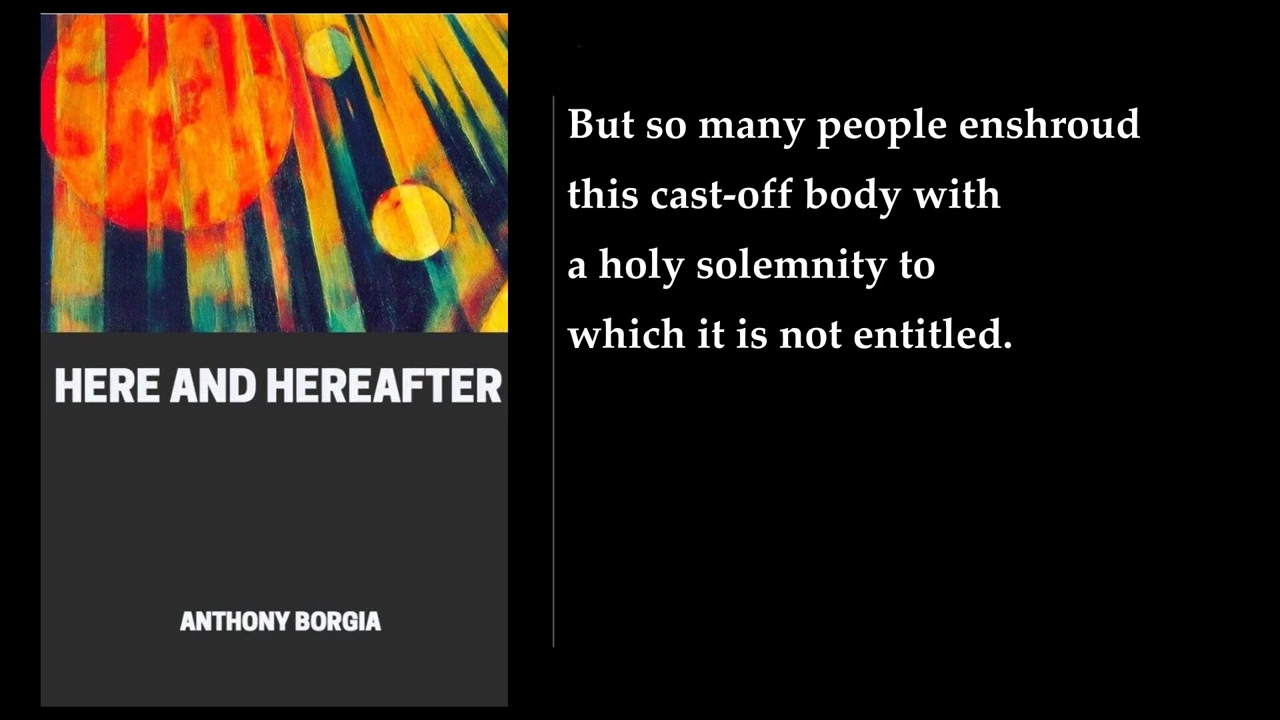 HERE AND HEREAFTER
ANTHONY BORGIA
But so many people enshroud
this cast-off body with
a holy solemnity to
which it is not entitled.